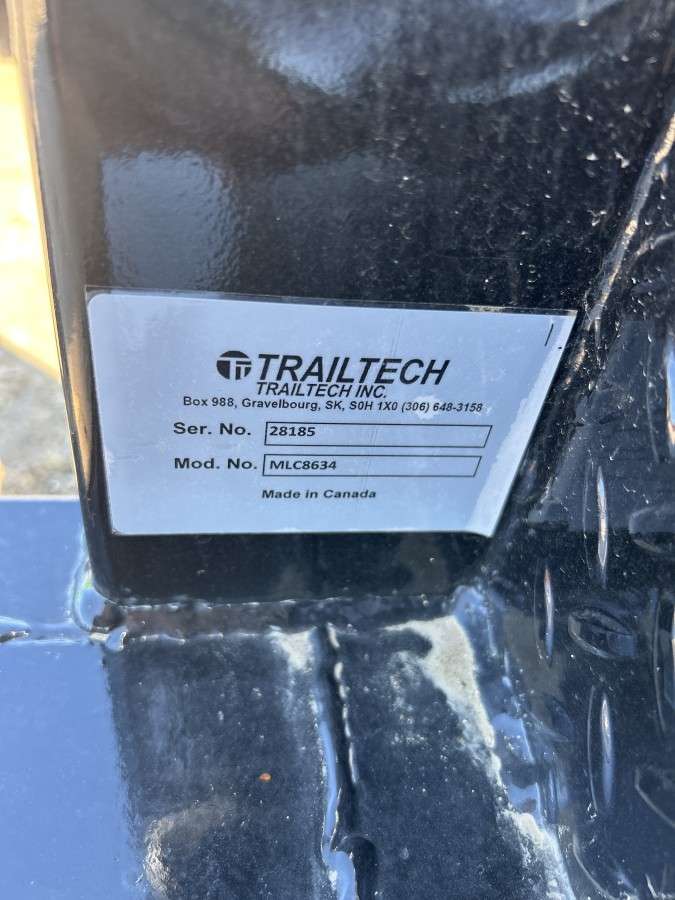 TT TRAILTECH
TRAILTECH INC.
Box 988, Gravelbourg, SK, S0H 1X0 (306) 648-3158
Ser. No. 28185
Mod. No. MLC8634
Made in Canada